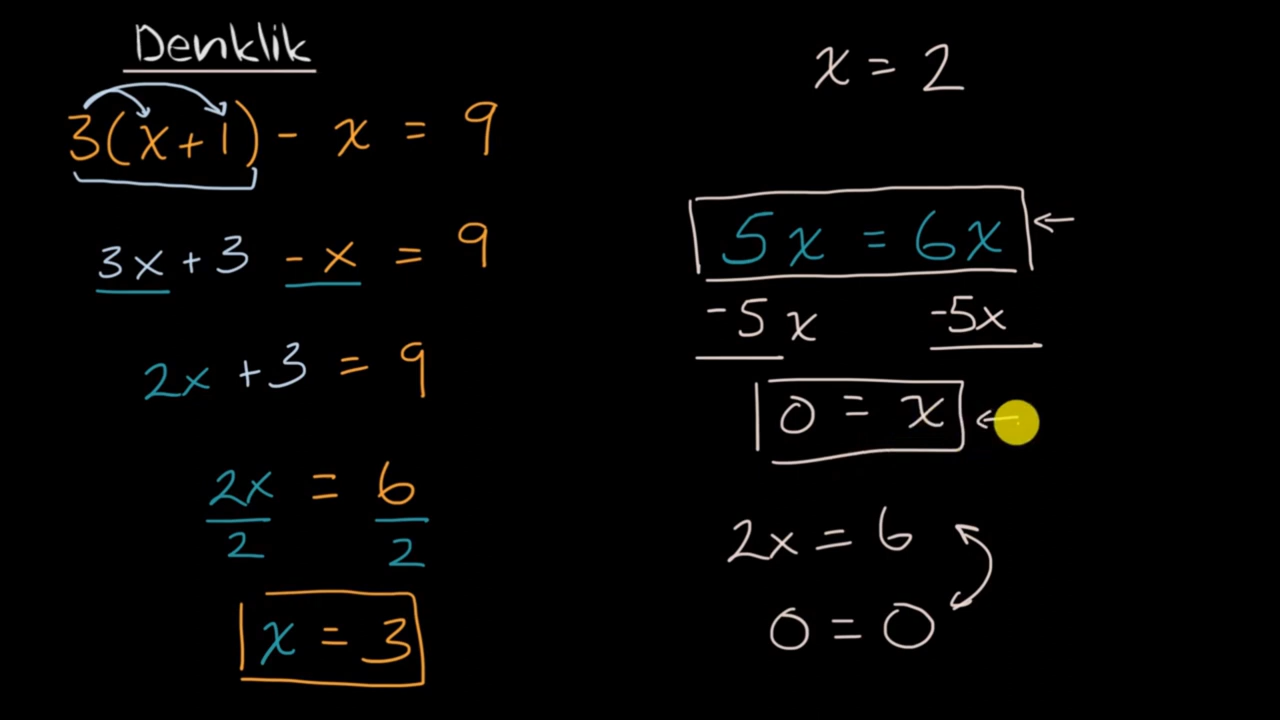 Denklik
3(x+1) - x = 9
3x + 3 - x = 9
2x + 3 = 9
2x = 6
2 2
x = 3
x = 2
5x = 6x
-5x -5x
0 = x
2x = 6
0 = 0